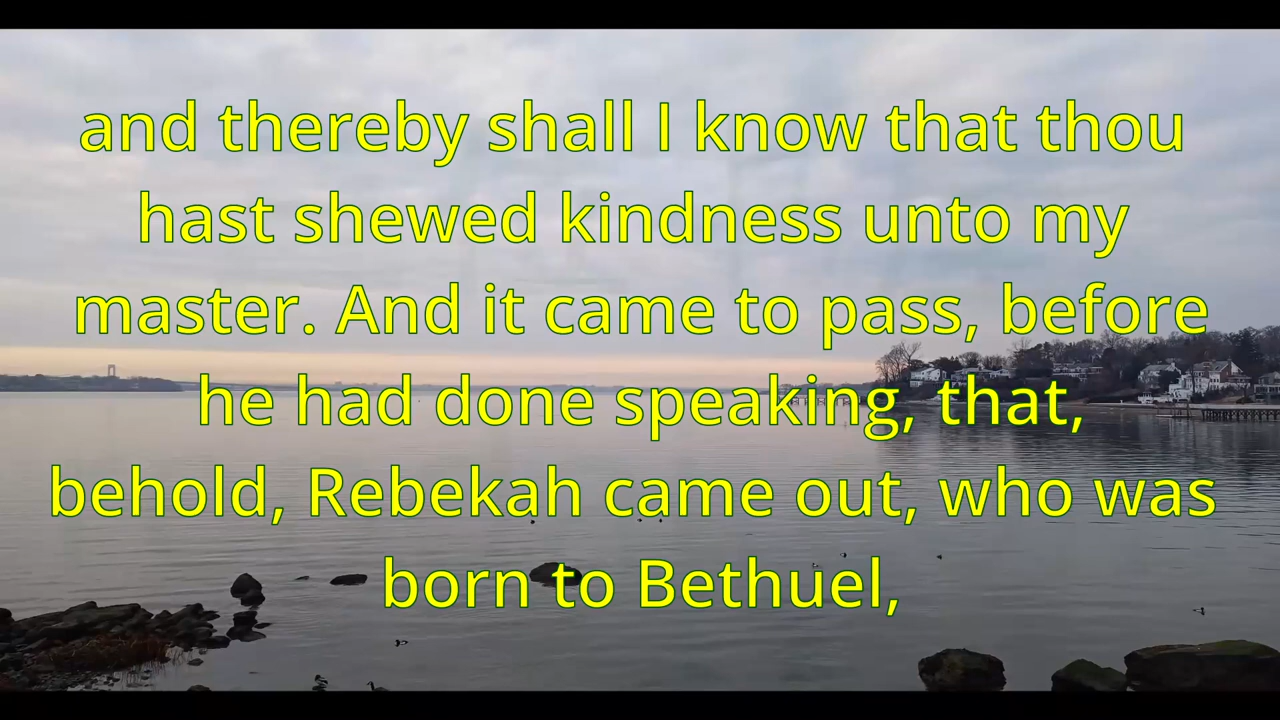 and thereby shall I know that thou
hast shewed kindness unto my
master. And it came to pass, before
he had done speaking, that,
behold, Rebekah came out, who was
born to Bethuel,